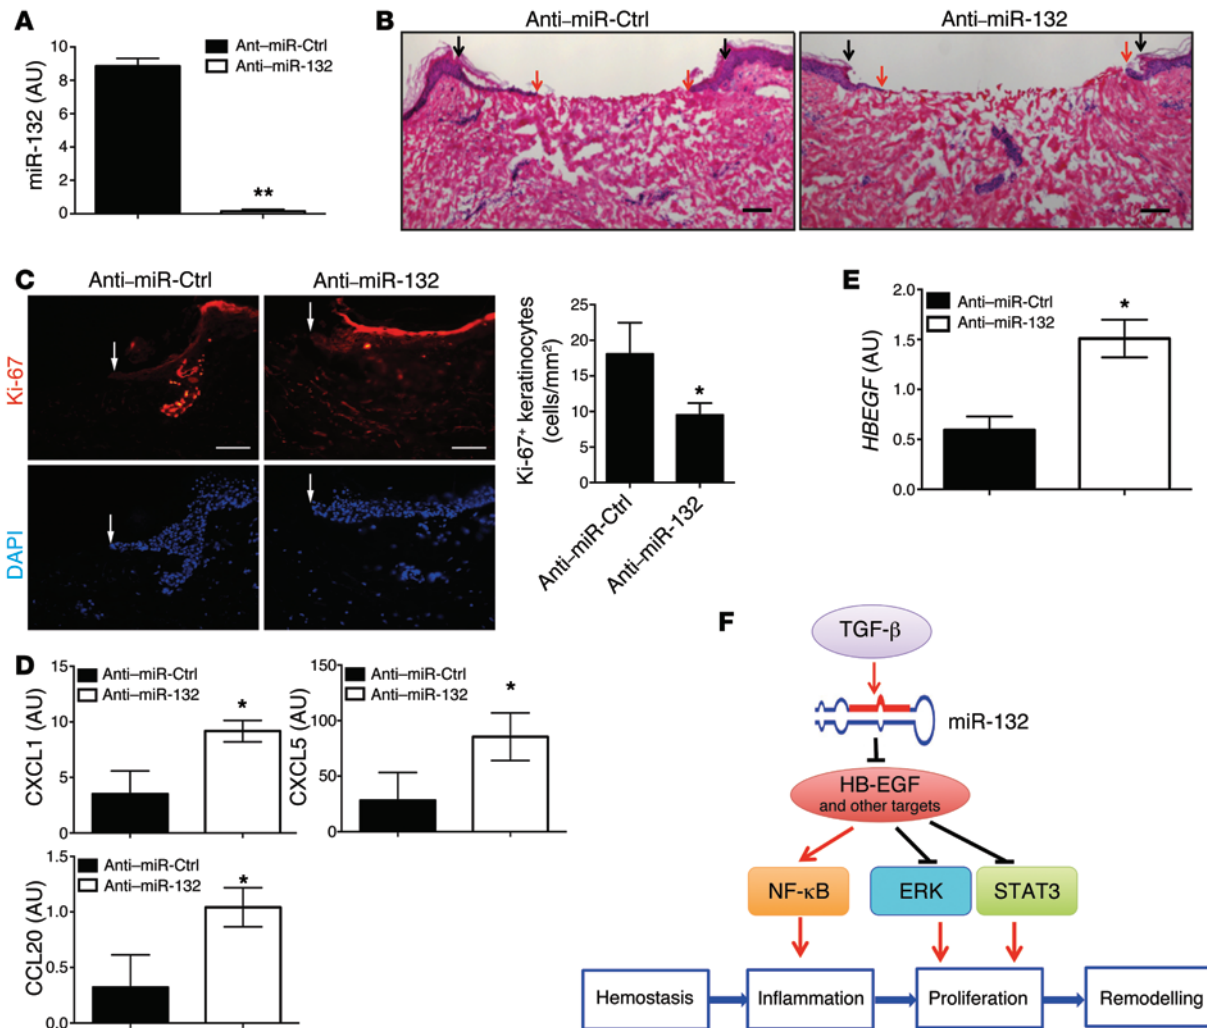 A
10
8
6
4
2
0
miR-132 (AU)
Ant–miR-Ctrl
Anti–miR-132
**
B
Anti–miR-Ctrl
Anti–miR-132
C
Anti–miR-Ctrl
Anti–miR-132
Ki-67
DAPI
Ki-67+ keratinocytes
(cells/mm²)
25
20
15
10
5
0
*
Anti–miR-Ctrl
Anti–miR-132
E
2.0
1.5
1.0
0.5
0.0
HBEGF (AU)
Anti–miR-Ctrl
Anti–miR-132
*
D
15
10
5
0
CXCL1 (AU)
Anti–miR-Ctrl
Anti–miR-132
*
150
100
50
0
CXCL5 (AU)
Anti–miR-Ctrl
Anti–miR-132
*
1.5
1.0
0.5
0.0
CCL20 (AU)
Anti–miR-Ctrl
Anti–miR-132
*
F
TGF-β
miR-132
HB-EGF
and other targets
NF-κB
ERK
STAT3
Hemostasis
Inflammation
Proliferation
Remodelling